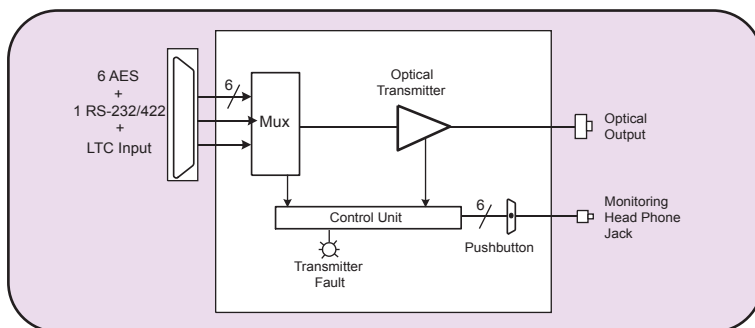 6 AES
+
1 RS-232/422
+
LTC Input
6
Mux
Optical
Transmitter
Optical
Output
Control Unit
6
Pushbutton
Monitoring
Head Phone
Jack
Transmitter
Fault